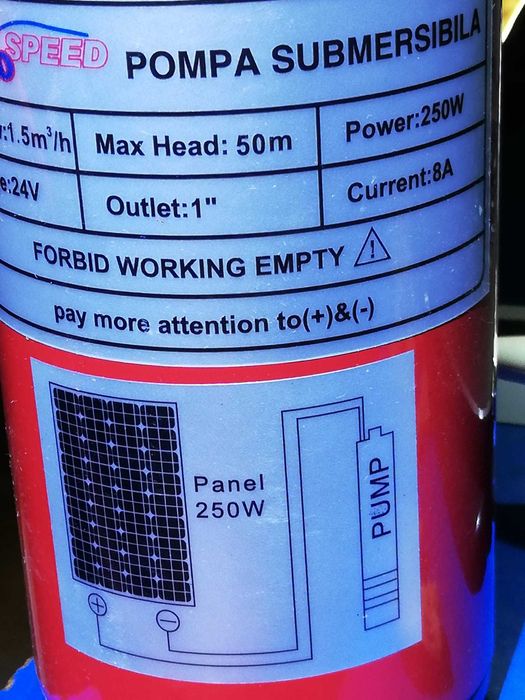 SPEED
POMPA SUBMERSIBILA
:1.5m³/h Max Head: 50m Power:250W
e:24V Outlet:1" Current:8A
FORBID WORKING EMPTY
pay more attention to(+)&(-)
Panel
250W
PUMP
+ −